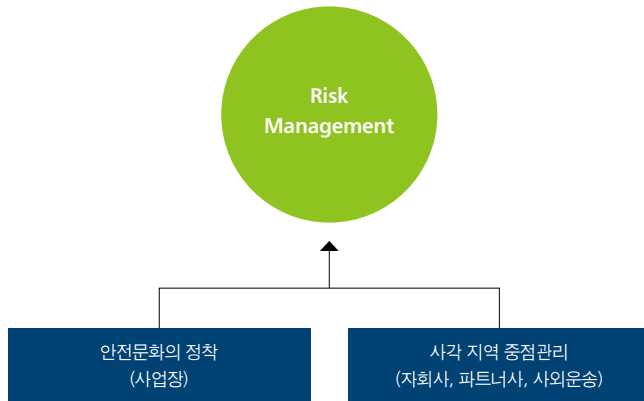 Risk
Management
안전문화의 정착
(사업장)
사각 지역 중점관리
(자회사, 파트너사, 사외운송)